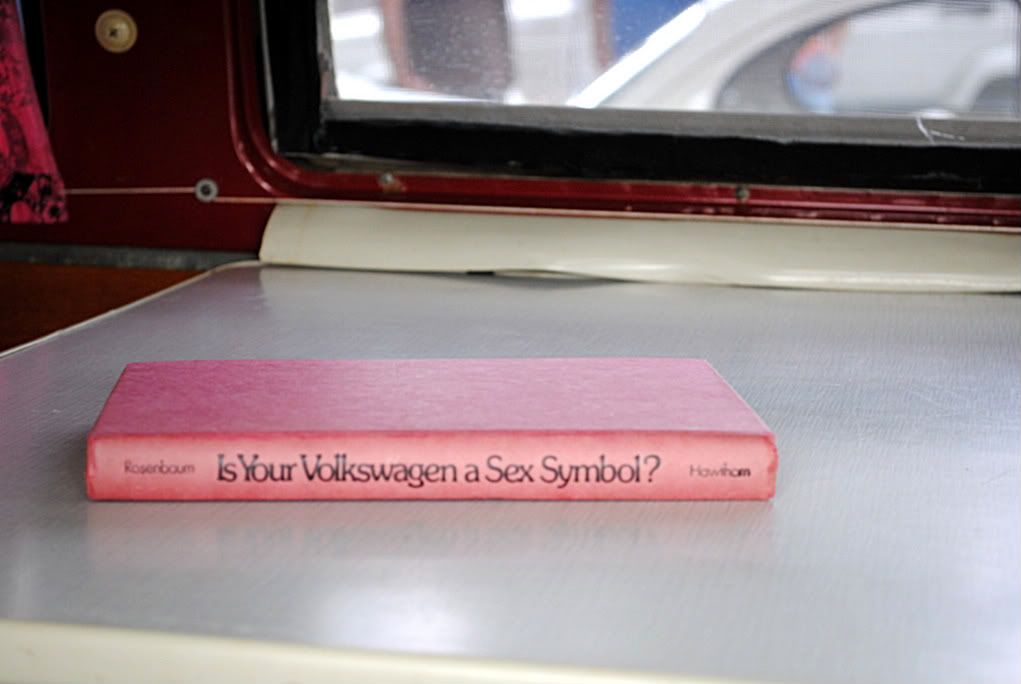 Rosenbaum Is Your Volkswagen a Sex Symbol? Hawthorn